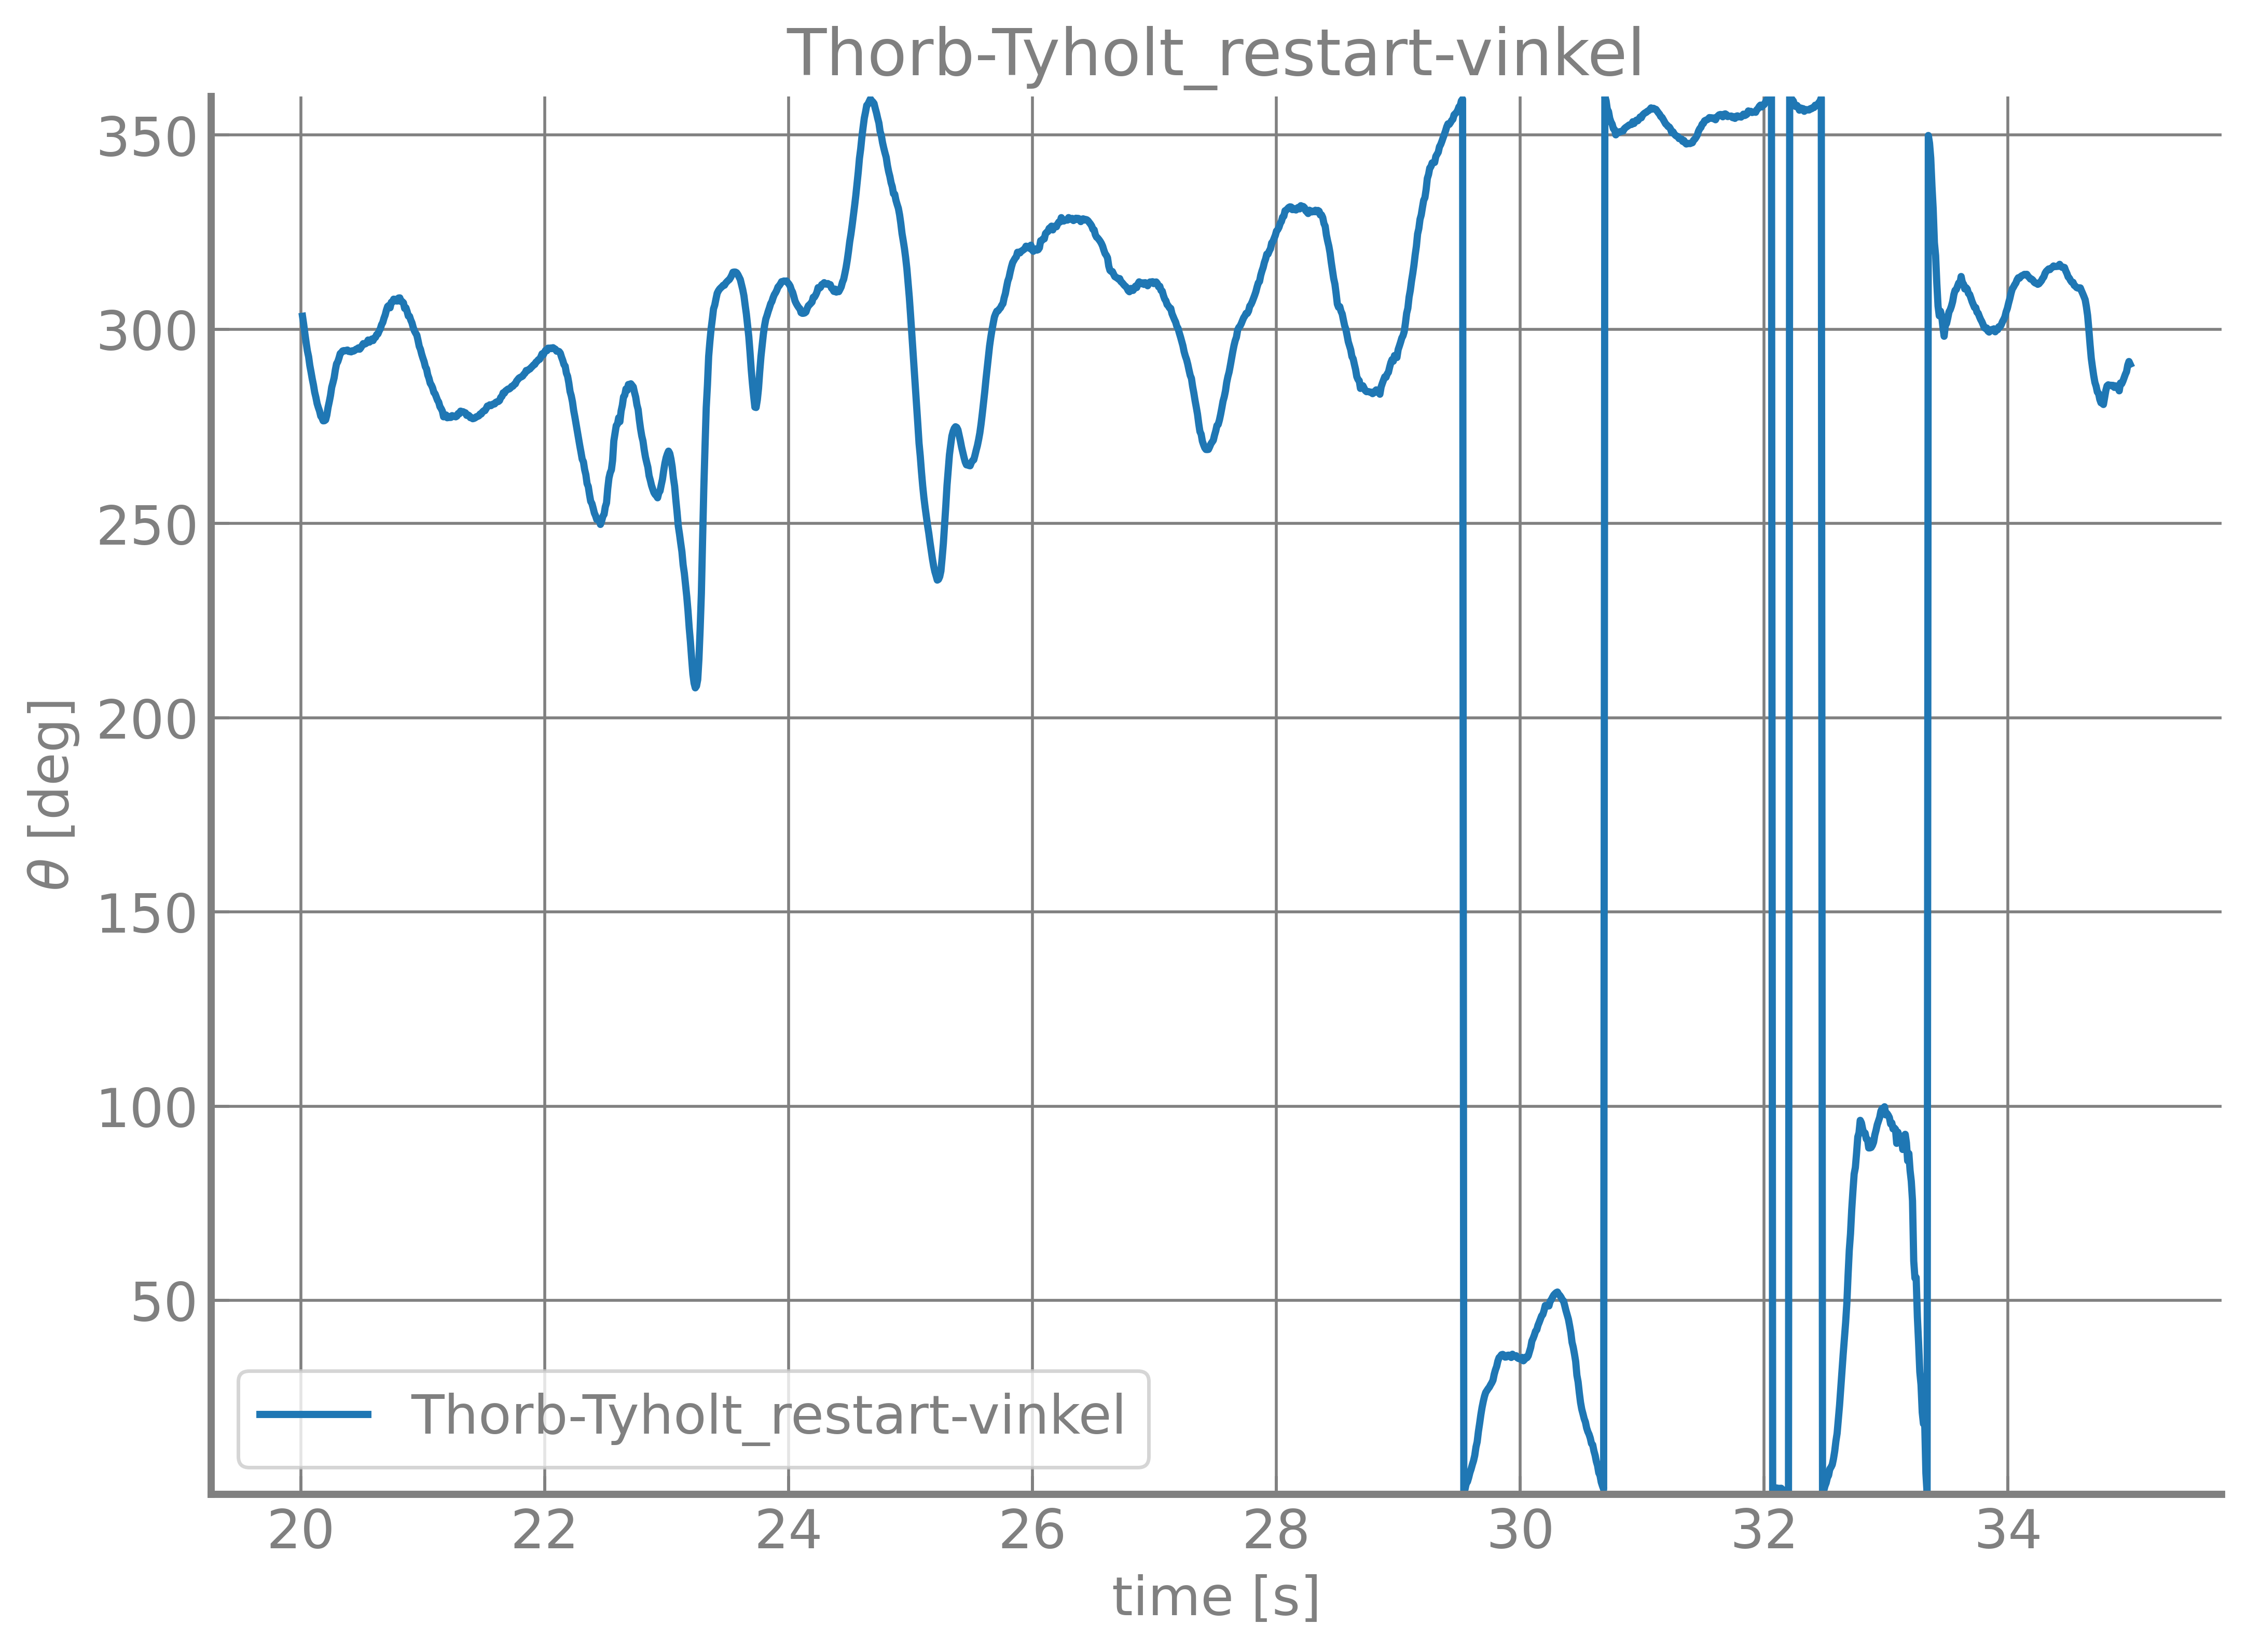 Thorb-Tyholt_restart-vinkel
350
300
250
200
150
100
50
θ [deg]
Thorb-Tyholt_restart-vinkel
20 22 24 26 28 30 32 34
time [s]